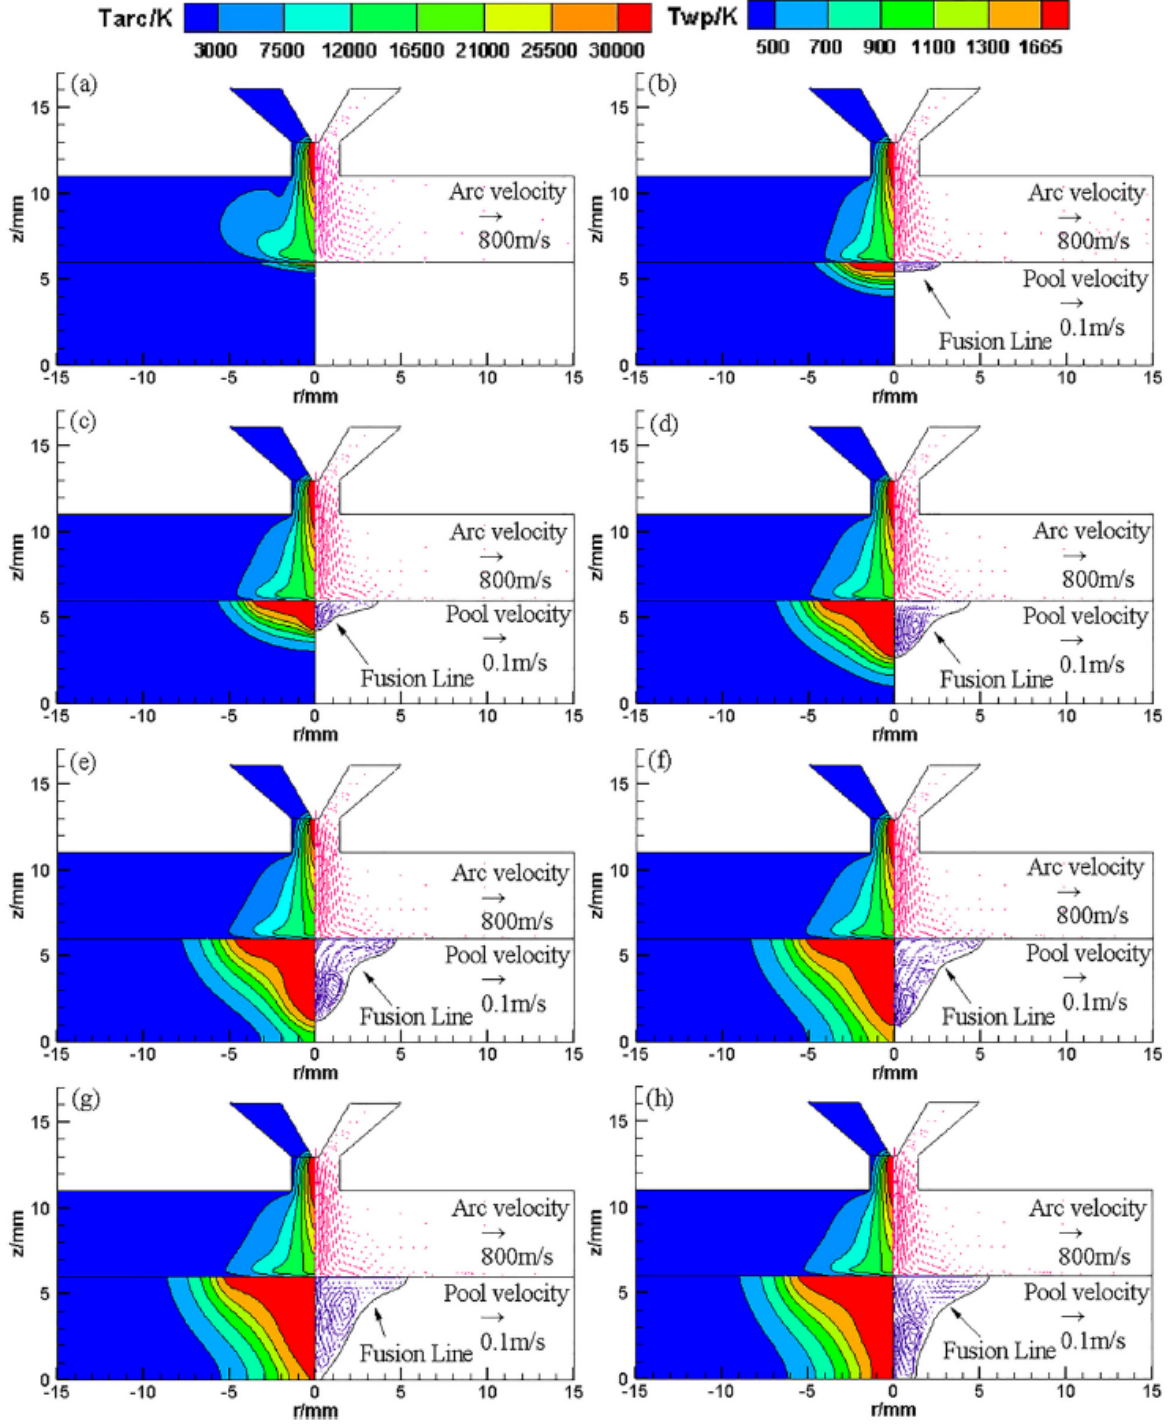 Tarc/K
3000 7500 12000 16500 21000 25500 30000
Twp/K
500 700 900 1100 1300 1665
(a)
z/mm
15
10
5
0
Arc velocity
→
800m/s
-15 -10 -5 0 5 10 15
r/mm
(b)
z/mm
15
10
5
0
Arc velocity
→
800m/s
Pool velocity
→
0.1m/s
Fusion Line
-15 -10 -5 0 5 10 15
r/mm
(c)
z/mm
15
10
5
0
Arc velocity
→
800m/s
Pool velocity
→
0.1m/s
Fusion Line
-15 -10 -5 0 5 10 15
r/mm
(d)
z/mm
15
10
5
0
Arc velocity
→
800m/s
Pool velocity
→
0.1m/s
Fusion Line
-15 -10 -5 0 5 10 15
r/mm
(e)
z/mm
15
10
5
0
Arc velocity
→
800m/s
Pool velocity
→
0.1m/s
Fusion Line
-15 -10 -5 0 5 10 15
r/mm
(f)
z/mm
15
10
5
0
Arc velocity
→
800m/s
Pool velocity
→
0.1m/s
Fusion Line
-15 -10 -5 0 5 10 15
r/mm
(g)
z/mm
15
10
5
0
Arc velocity
→
800m/s
Pool velocity
→
0.1m/s
Fusion Line
-15 -10 -5 0 5 10 15
r/mm
(h)
z/mm
15
10
5
0
Arc velocity
→
800m/s
Pool velocity
→
0.1m/s
Fusion Line
-15 -10 -5 0 5 10 15
r/mm